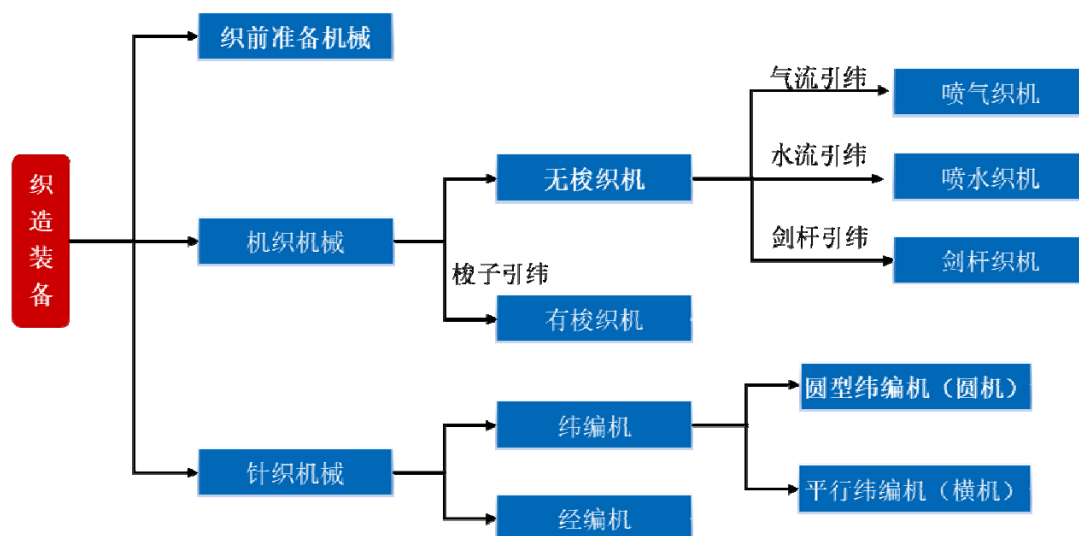 织造装备
织前准备机械
机织机械
针织机械
无梭织机
梭子引纬
有梭织机
气流引纬
喷气织机
水流引纬
喷水织机
剑杆引纬
剑杆织机
纬编机
经编机
圆型纬编机（圆机）
平行纬编机（横机）